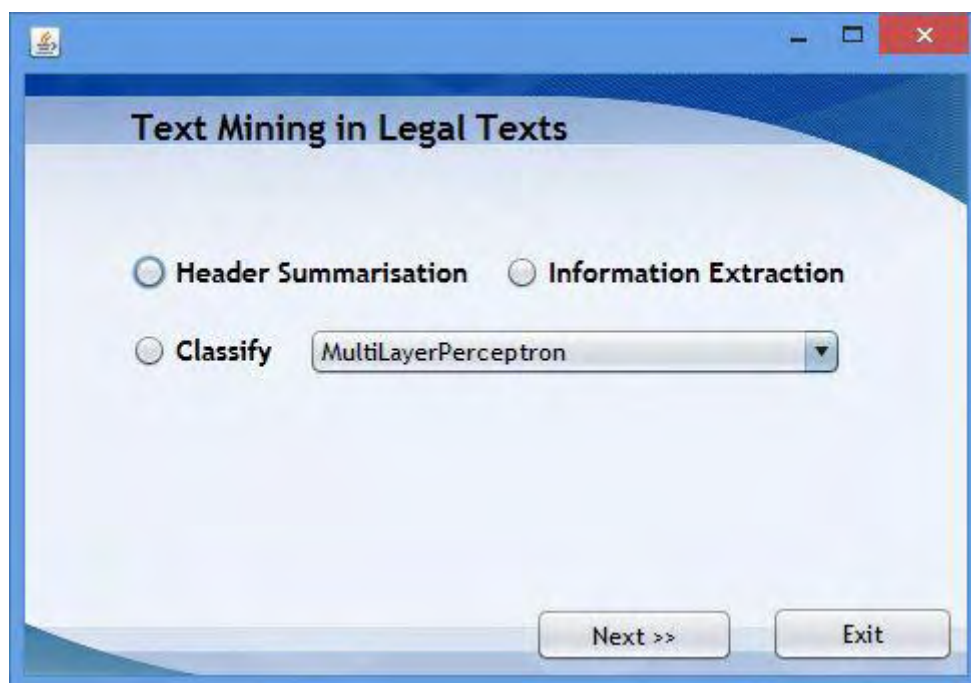 Text Mining in Legal Texts
Header Summarisation Information Extraction
Classify MultiLayerPerceptron
Next >> Exit